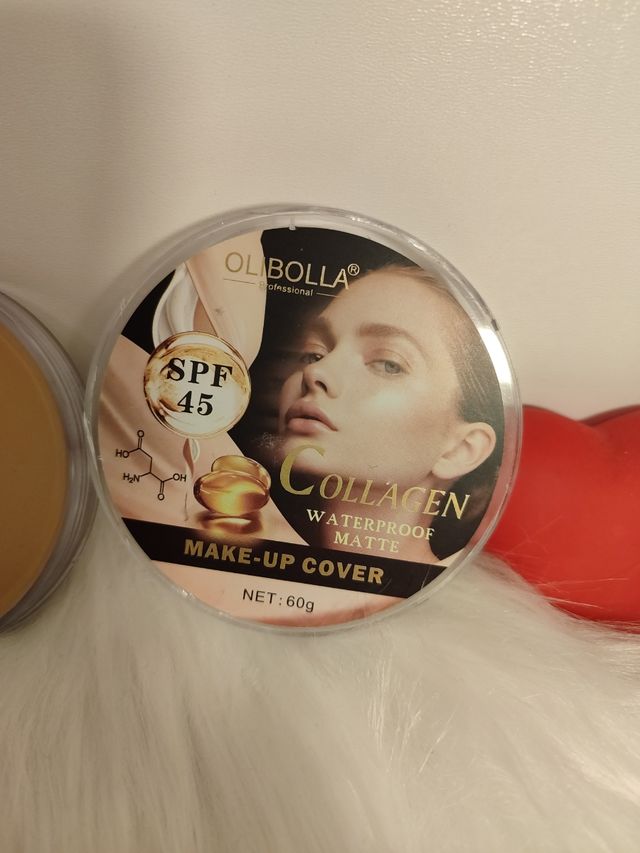 OLIBOLLA®
Professional
SPF
45
HO
O
OH
H₂N
O
COLLAGEN
WATERPROOF
MATTE
MAKE-UP COVER
NET: 60g